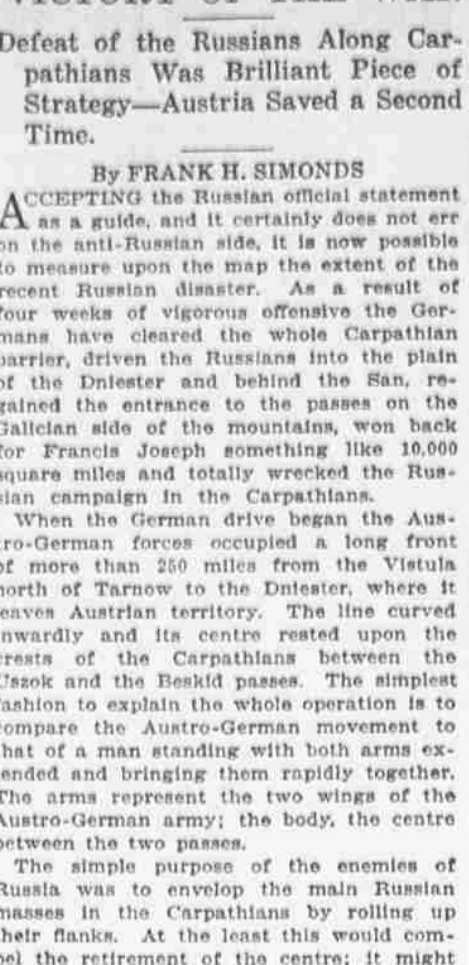 Defeat of the Russians Along Car-
pathians Was Brilliant Piece of
Strategy—Austria Saved a Second
Time.
By FRANK H. SIMONDS
ACCEPTING the Russian official statement
as a guide, and it certainly does not err
on the anti-Russian side, it is now possible
to measure upon the map the extent of the
recent Russian disaster. As a result of
four weeks of vigorous offensive the Ger-
mans have cleared the whole Carpathian
barrier, driven the Russians into the plain
of the Dniester and behind the San, re-
gained the entrance to the passes on the
Galician side of the mountains, won back
for Francis Joseph something like 10,000
square miles and totally wrecked the Rus-
sian campaign in the Carpathians.
When the German drive began the Aus-
tro-German forces occupied a long front
of more than 250 miles from the Vistula
north of Tarnow to the Dniester, where it
eaves Austrian territory. The line curved
nwardly and its centre rested upon the
crests of the Carpathians between the
Uszok and the Beskid passes. The simplest
fashion to explain the whole operation is to
compare the Austro-German movement to
that of a man standing with both arms ex-
ended and bringing them rapidly together.
The arms represent the two wings of the
Austro-German army; the body, the centre
between the two passes.
The simple purpose of the enemies of
Russia was to envelop the main Russian
masses in the Carpathians by rolling up
their flanks. At the least this would com-
pel the retirement of the centre; it might